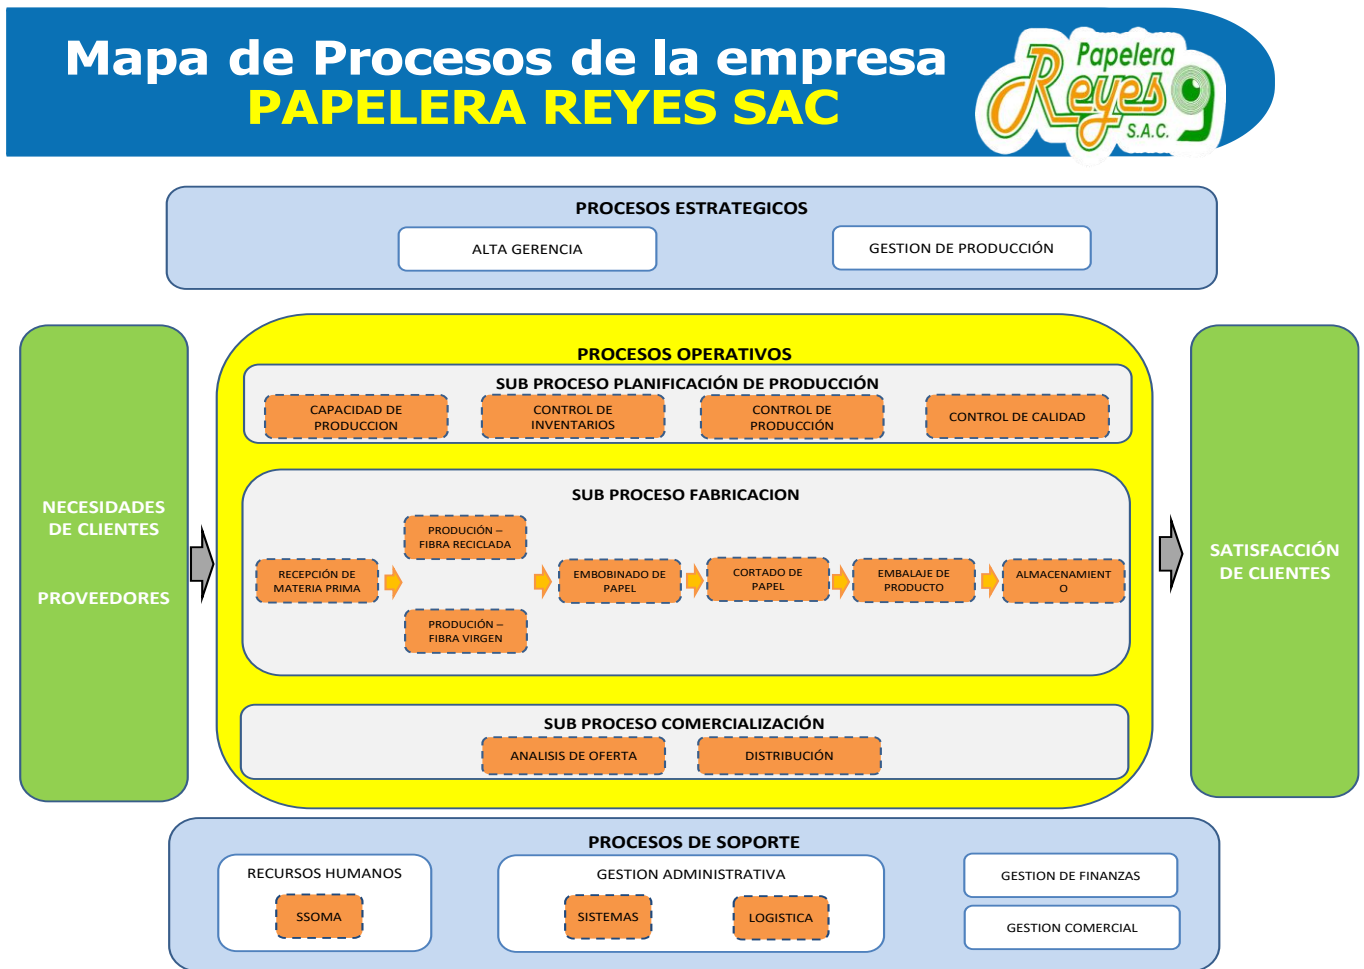 Mapa de Procesos de la empresa
PAPELERA REYES SAC
Papelera
Reyes
S.A.C.
PROCESOS ESTRATEGICOS
ALTA GERENCIA
GESTION DE PRODUCCIÓN
NECESIDADES
DE CLIENTES
PROVEEDORES
PROCESOS OPERATIVOS
SUB PROCESO PLANIFICACIÓN DE PRODUCCIÓN
CAPACIDAD DE
PRODUCCION
CONTROL DE
INVENTARIOS
CONTROL DE
PRODUCCIÓN
CONTROL DE CALIDAD
SUB PROCESO FABRICACION
RECEPCIÓN DE
MATERIA PRIMA
PRODUCIÓN –
FIBRA RECICLADA
PRODUCIÓN –
FIBRA VIRGEN
EMBOBINADO DE
PAPEL
CORTADO DE
PAPEL
EMBALAJE DE
PRODUCTO
ALMACENAMIENT
O
SUB PROCESO COMERCIALIZACIÓN
ANALISIS DE OFERTA
DISTRIBUCIÓN
SATISFACCIÓN
DE CLIENTES
PROCESOS DE SOPORTE
RECURSOS HUMANOS
SSOMA
GESTION ADMINISTRATIVA
SISTEMAS
LOGISTICA
GESTION DE FINANZAS
GESTION COMERCIAL